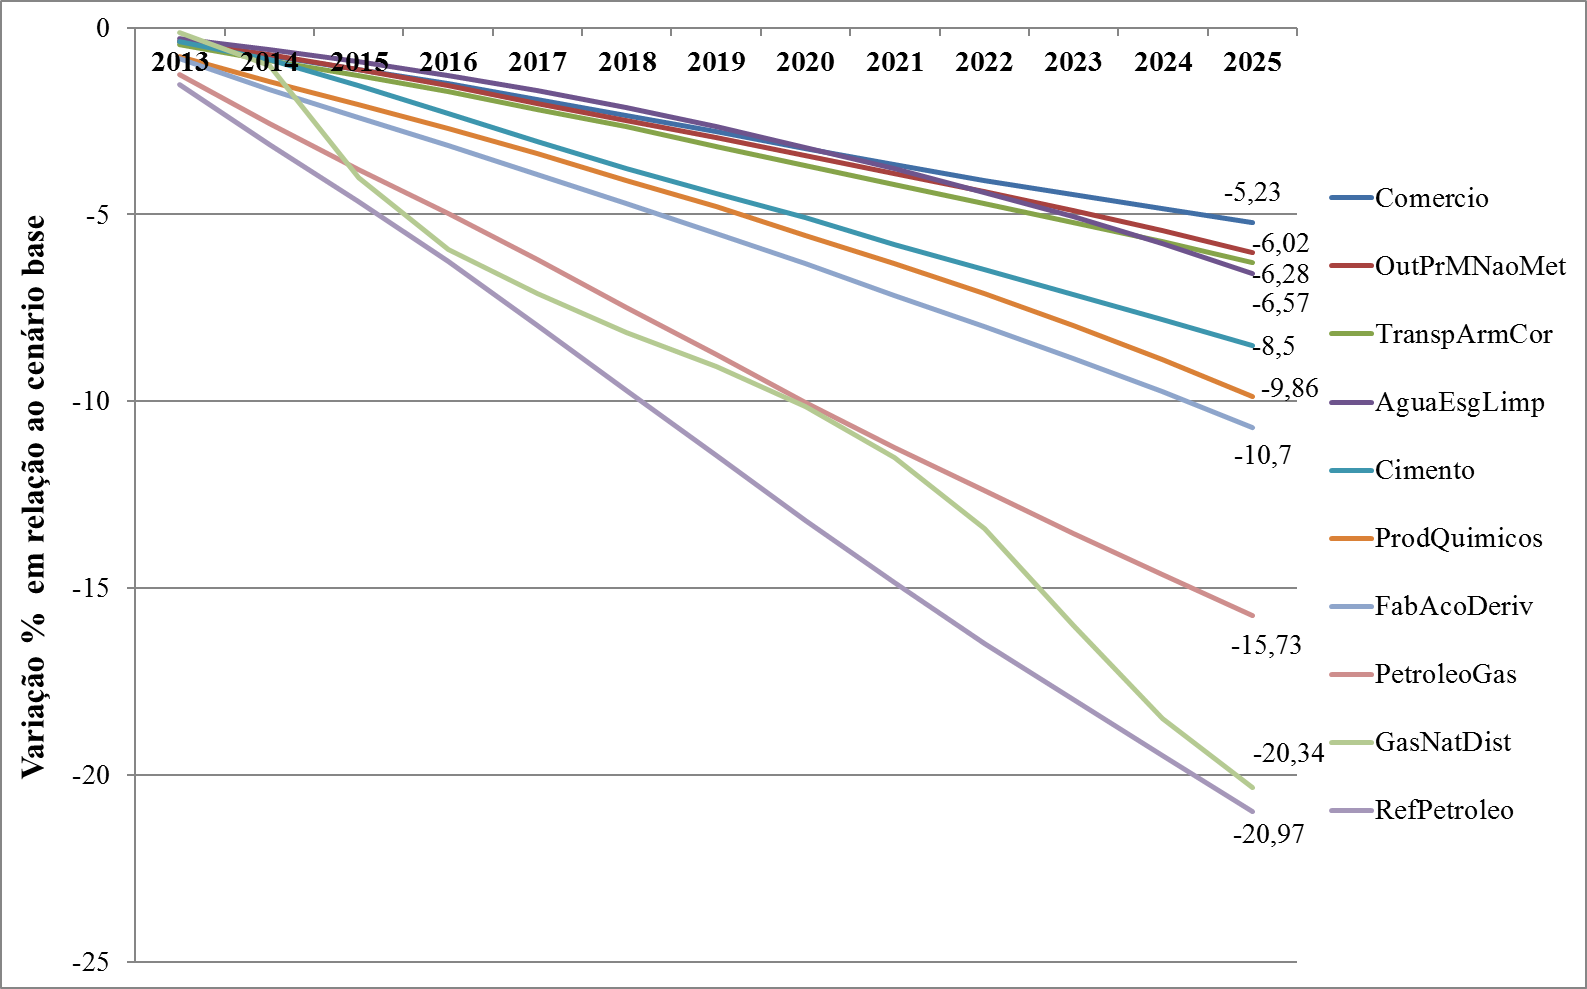 Variação % em relação ao cenário base
0
-5
-10
-15
-20
-25
2013 2014 2015 2016 2017 2018 2019 2020 2021 2022 2023 2024 2025
-5,23
-6,02
-6,28
-6,57
-8,5
-9,86
-10,7
-15,73
-20,34
-20,97
Comercio
OutPrMNaoMet
TranspArmCor
AguaEsgLimp
Cimento
ProdQuimicos
FabAcoDeriv
PetroleoGas
GasNatDist
RefPetroleo